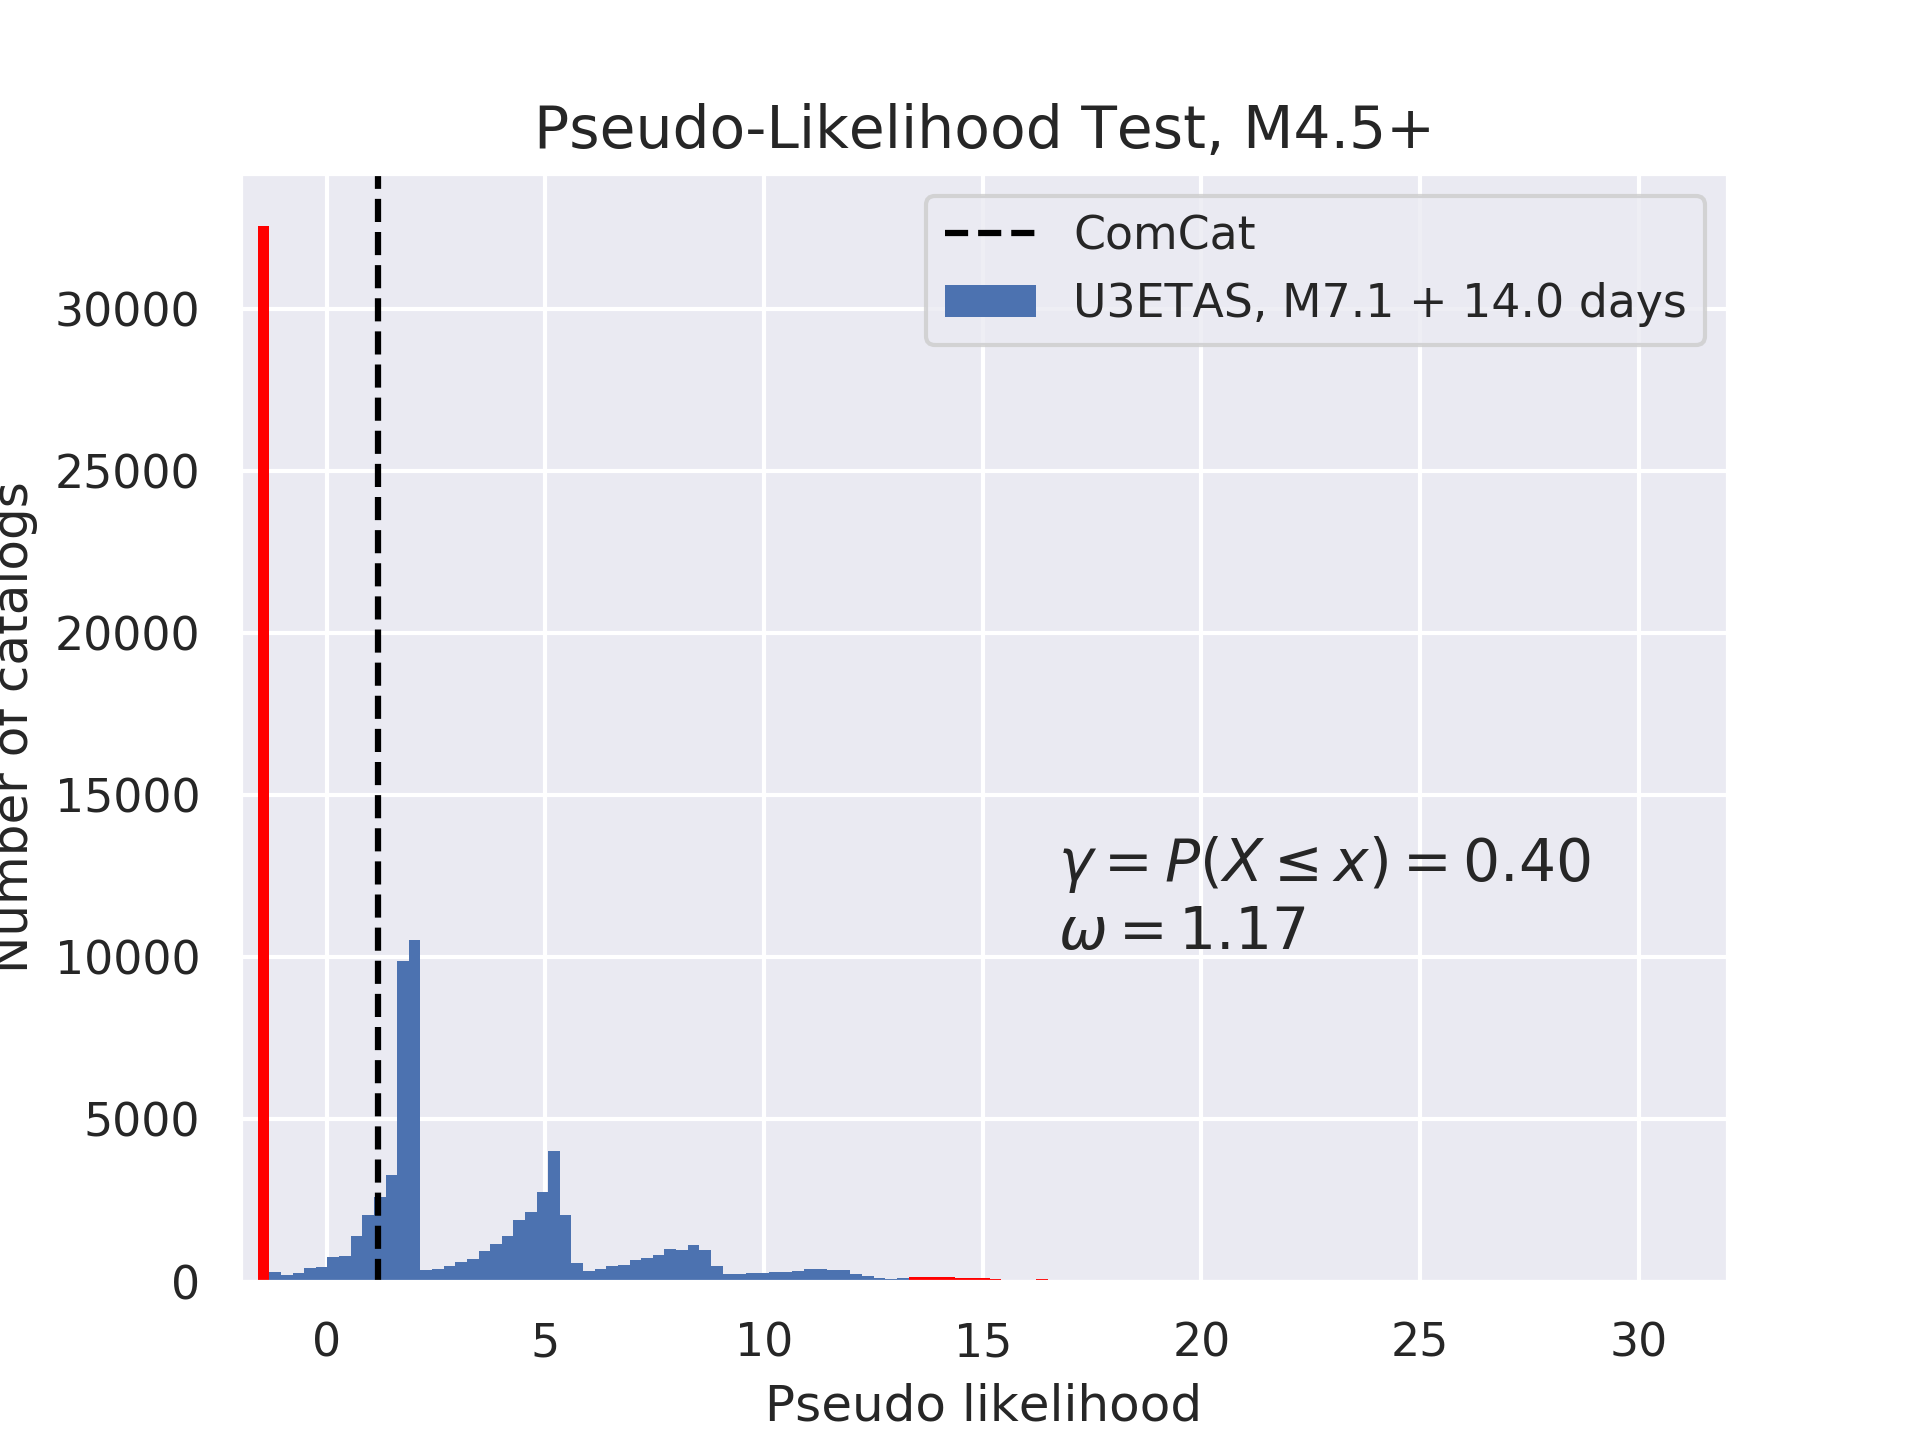 Pseudo-Likelihood Test, M4.5+
ComCat
U3ETAS, M7.1 + 14.0 days
Number of catalogs
30000
25000
20000
15000
10000
5000
0
γ = P(X ≤ x) = 0.40
ω = 1.17
0 5 10 15 20 25 30
Pseudo likelihood